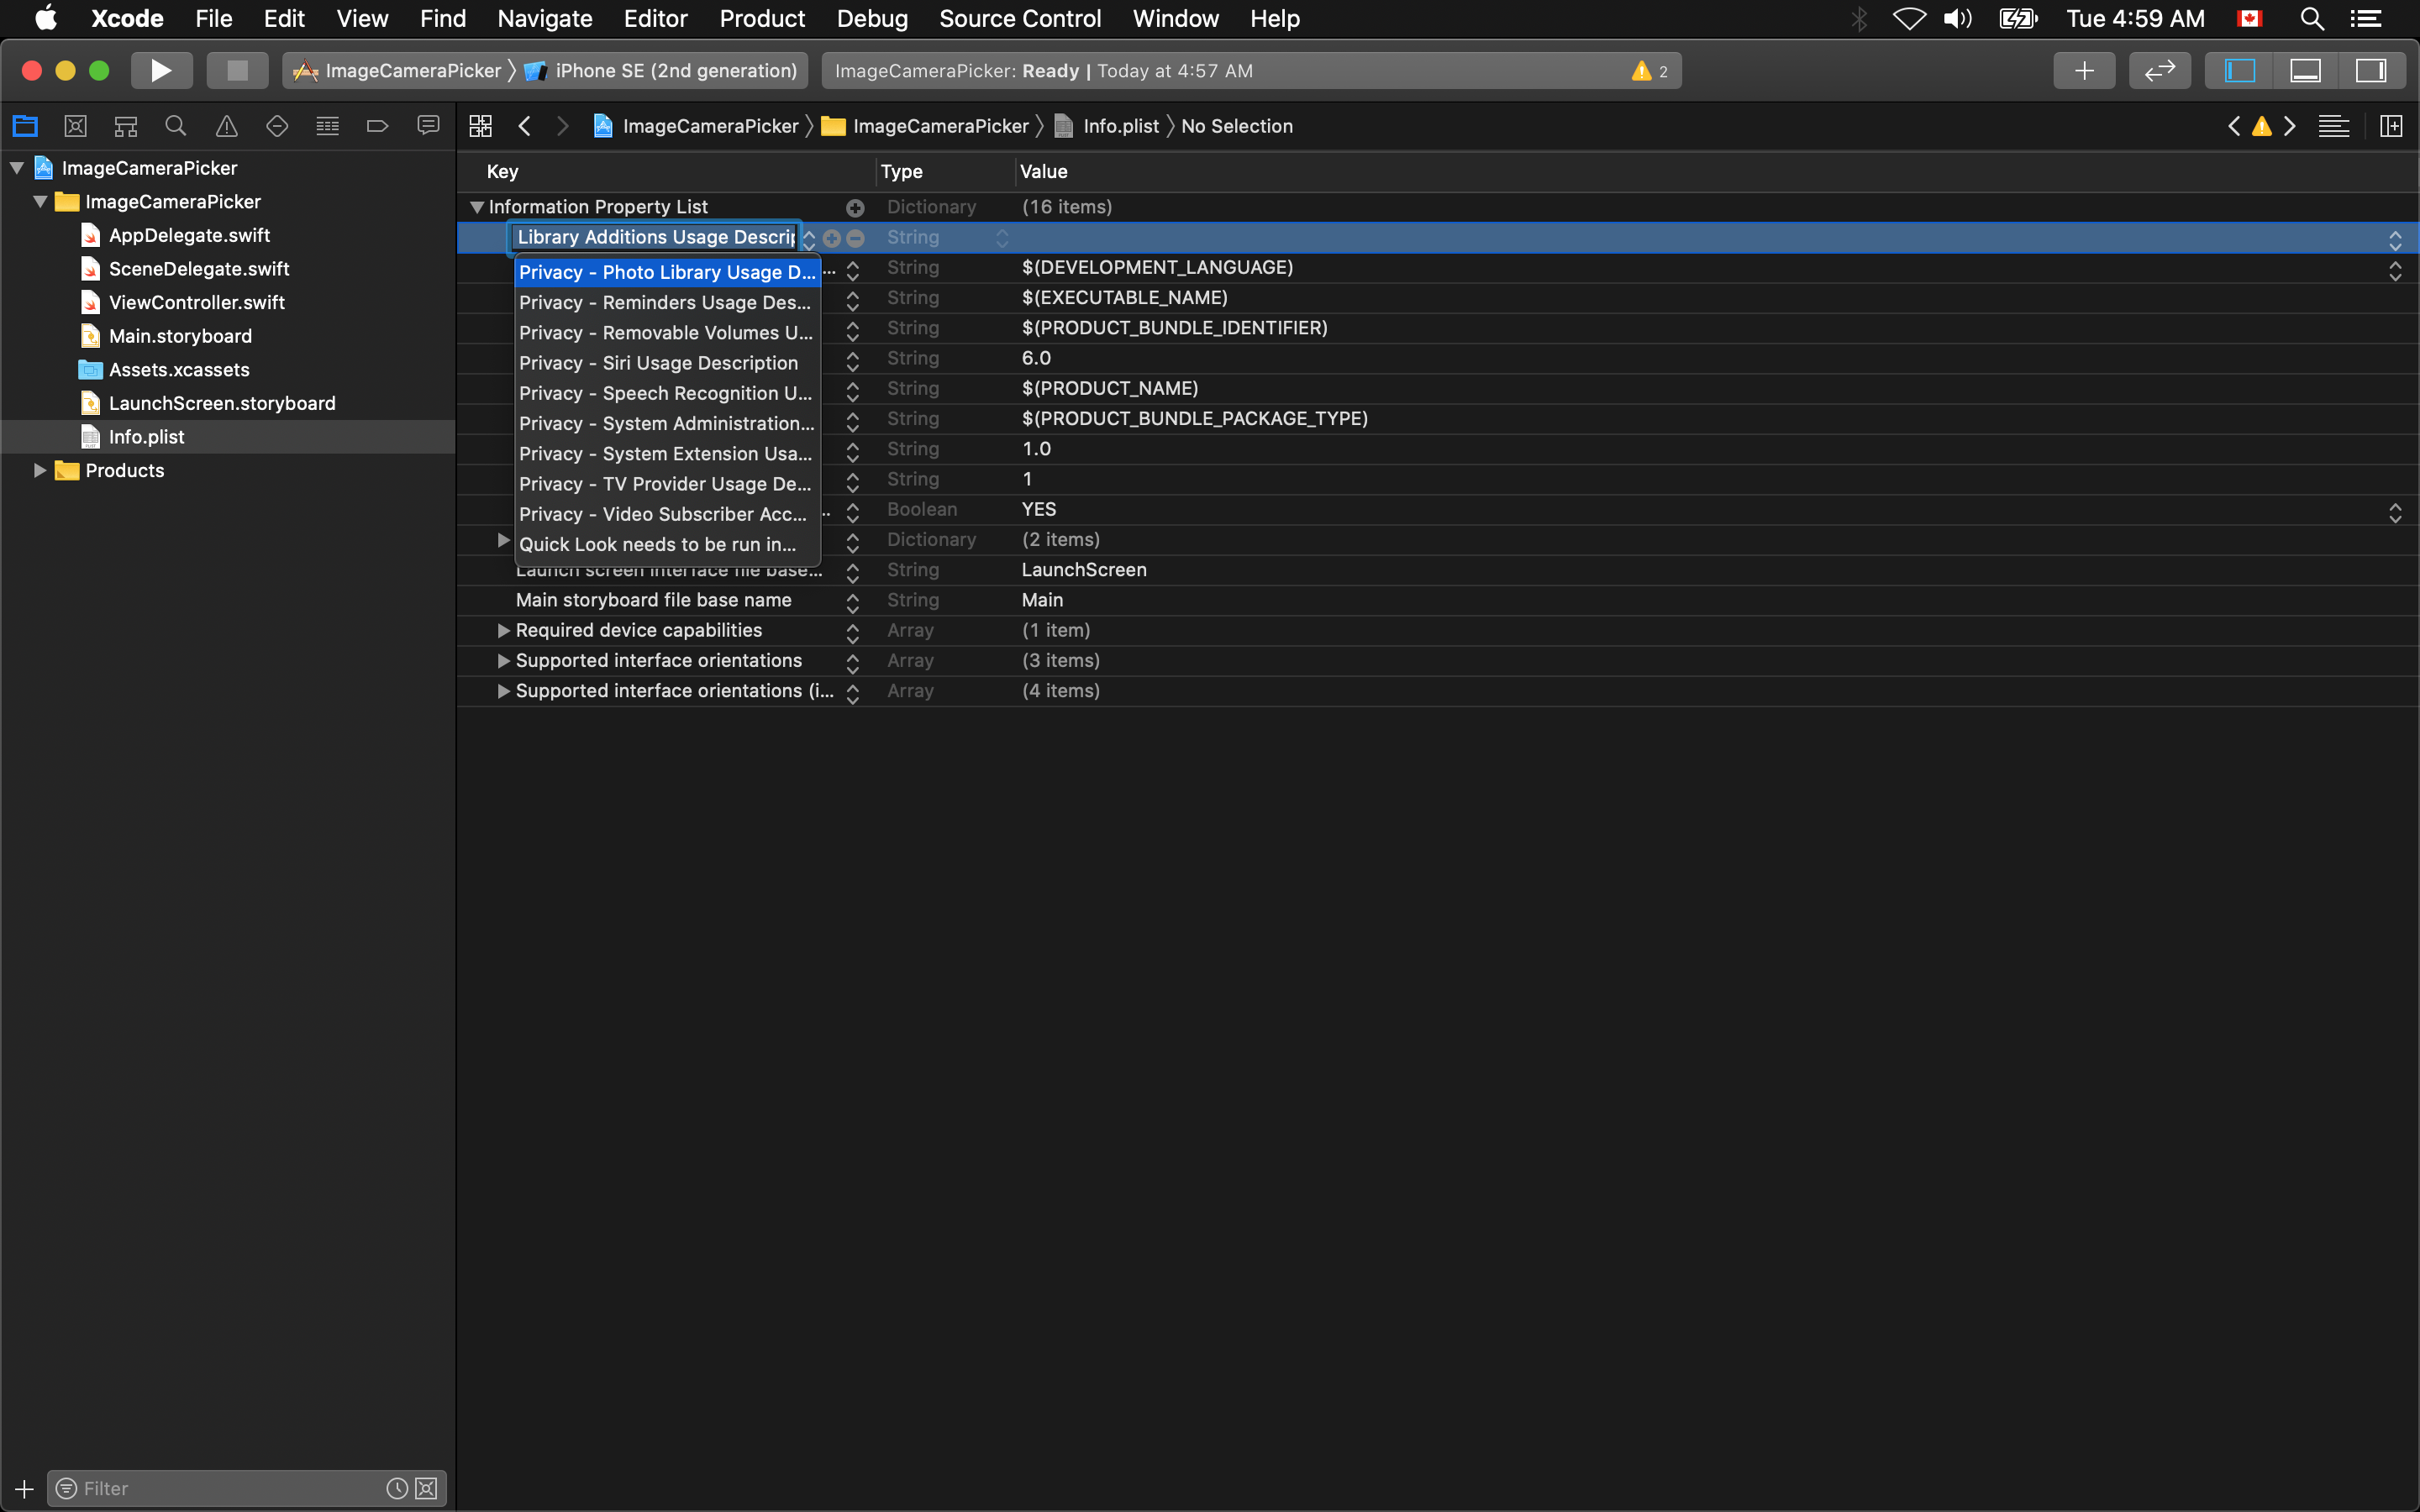 Xcode File Edit View Find Navigate Editor Product Debug Source Control Window Help Tue 4:59 AM
ImageCameraPicker iPhone SE (2nd generation) ImageCameraPicker: Ready | Today at 4:57 AM 2
ImageCameraPicker ImageCameraPicker Info.plist No Selection
ImageCameraPicker
ImageCameraPicker
AppDelegate.swift
SceneDelegate.swift
ViewController.swift
Main.storyboard
Assets.xcassets
LaunchScreen.storyboard
Info.plist
Products
Filter
Key Type Value
Information Property List Dictionary (16 items)
Library Additions Usage Descrip String
Privacy - Photo Library Usage D... ... String $(DEVELOPMENT_LANGUAGE)
Privacy - Reminders Usage Des... String $(EXECUTABLE_NAME)
Privacy - Removable Volumes U... String $(PRODUCT_BUNDLE_IDENTIFIER)
Privacy - Siri Usage Description String 6.0
Privacy - Speech Recognition U... String $(PRODUCT_NAME)
Privacy - System Administration... String $(PRODUCT_BUNDLE_PACKAGE_TYPE)
Privacy - System Extension Usa... String 1.0
Privacy - TV Provider Usage De... String 1
Privacy - Video Subscriber Acc... .. Boolean YES
Quick Look needs to be run in... Dictionary (2 items)
Launch screen interface file base... String LaunchScreen
Main storyboard file base name String Main
Required device capabilities Array (1 item)
Supported interface orientations Array (3 items)
Supported interface orientations (i... Array (4 items)